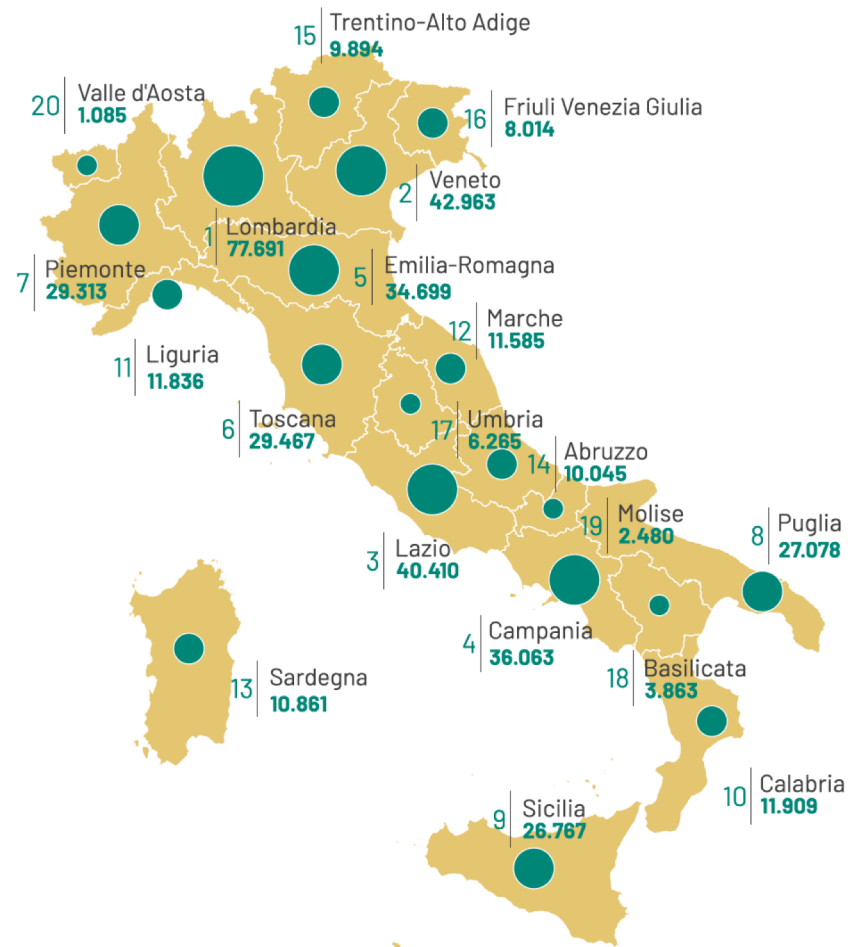 15
Trentino-Alto Adige
9.894
20
Valle d'Aosta
1.085
16
Friuli Venezia Giulia
8.014
2
Veneto
42.963
1
Lombardia
77.691
7
Piemonte
29.313
5
Emilia-Romagna
34.699
12
Marche
11.585
11
Liguria
11.836
6
Toscana
29.467
17
Umbria
6.265
14
Abruzzo
10.045
19
Molise
2.480
8
Puglia
27.078
3
Lazio
40.410
4
Campania
36.063
18
Basilicata
3.863
13
Sardegna
10.861
10
Calabria
11.909
9
Sicilia
26.767